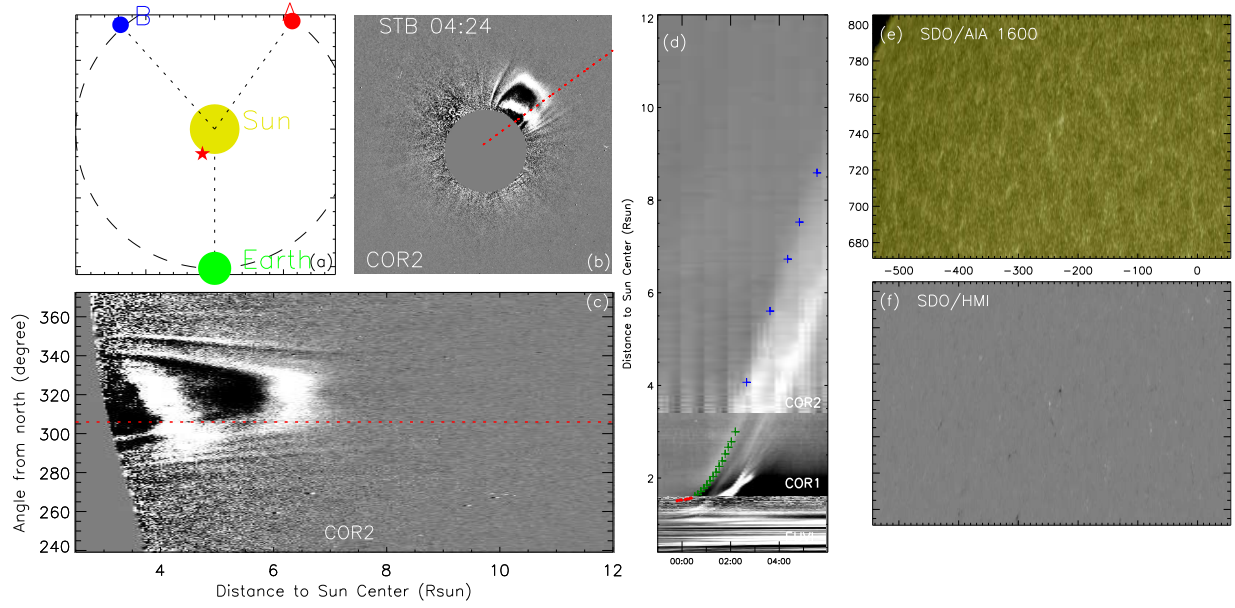 B
A
Sun
Earth
(a)
STB 04:24
COR2
(b)
(c)
360
340
320
300
280
260
240
Angle from north (degree)
COR2
4
6
8
10
12
Distance to Sun Center (Rsun)
(d)
12
10
8
6
4
2
Distance to Sun Center (Rsun)
COR2
COR1
00:00
02:00
04:00
(e) SDO/AIA 1600
800
780
760
740
720
700
680
-500
-400
-300
-200
-100
0
(f) SDO/HMI